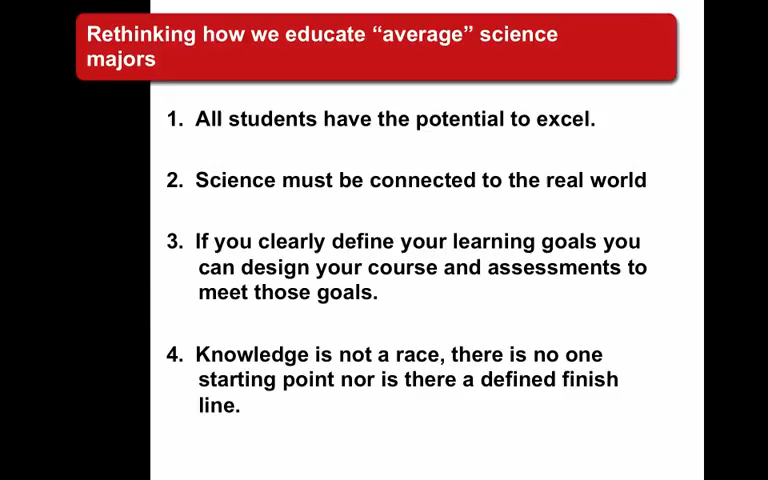 Rethinking how we educate “average” science
majors
1. All students have the potential to excel.
2. Science must be connected to the real world
3. If you clearly define your learning goals you
can design your course and assessments to
meet those goals.
4. Knowledge is not a race, there is no one
starting point nor is there a defined finish
line.